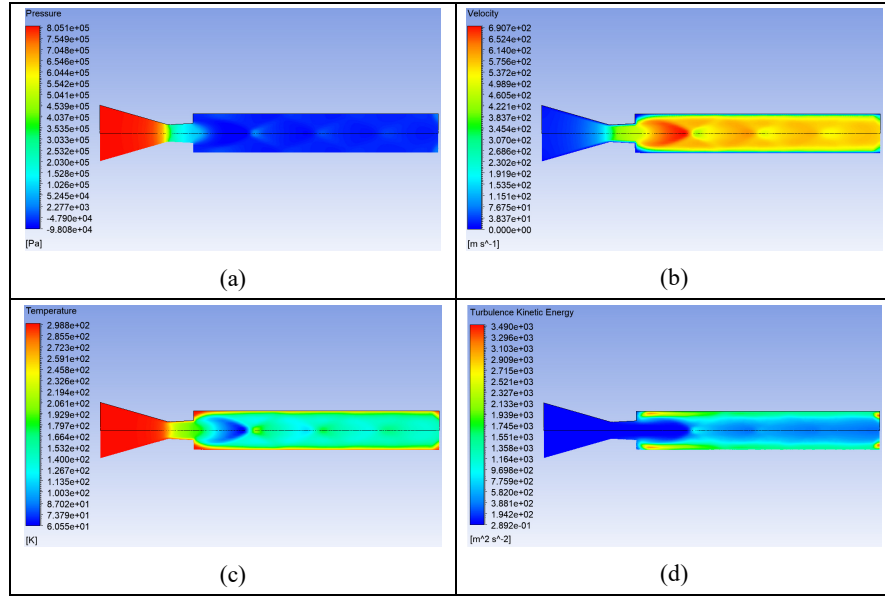 Pressure
8.051e+05
7.549e+05
7.048e+05
6.546e+05
6.044e+05
5.542e+05
5.041e+05
4.539e+05
4.037e+05
3.535e+05
3.033e+05
2.532e+05
2.030e+05
1.528e+05
1.026e+05
5.245e+04
2.277e+03
-4.790e+04
-9.808e+04
[Pa]
(a)
Velocity
6.907e+02
6.524e+02
6.140e+02
5.756e+02
5.372e+02
4.989e+02
4.605e+02
4.221e+02
3.837e+02
3.454e+02
3.070e+02
2.686e+02
2.302e+02
1.919e+02
1.535e+02
1.151e+02
7.675e+01
3.837e+01
0.000e+00
[m s^-1]
(b)
Temperature
2.988e+02
2.855e+02
2.723e+02
2.591e+02
2.458e+02
2.326e+02
2.194e+02
2.061e+02
1.929e+02
1.797e+02
1.664e+02
1.532e+02
1.400e+02
1.267e+02
1.135e+02
1.003e+02
8.702e+01
7.379e+01
6.055e+01
[K]
(c)
Turbulence Kinetic Energy
3.490e+03
3.296e+03
3.103e+03
2.909e+03
2.715e+03
2.521e+03
2.327e+03
2.133e+03
1.939e+03
1.745e+03
1.551e+03
1.358e+03
1.164e+03
9.698e+02
7.759e+02
5.820e+02
3.881e+02
1.942e+02
2.892e-01
[m^2 s^-2]
(d)